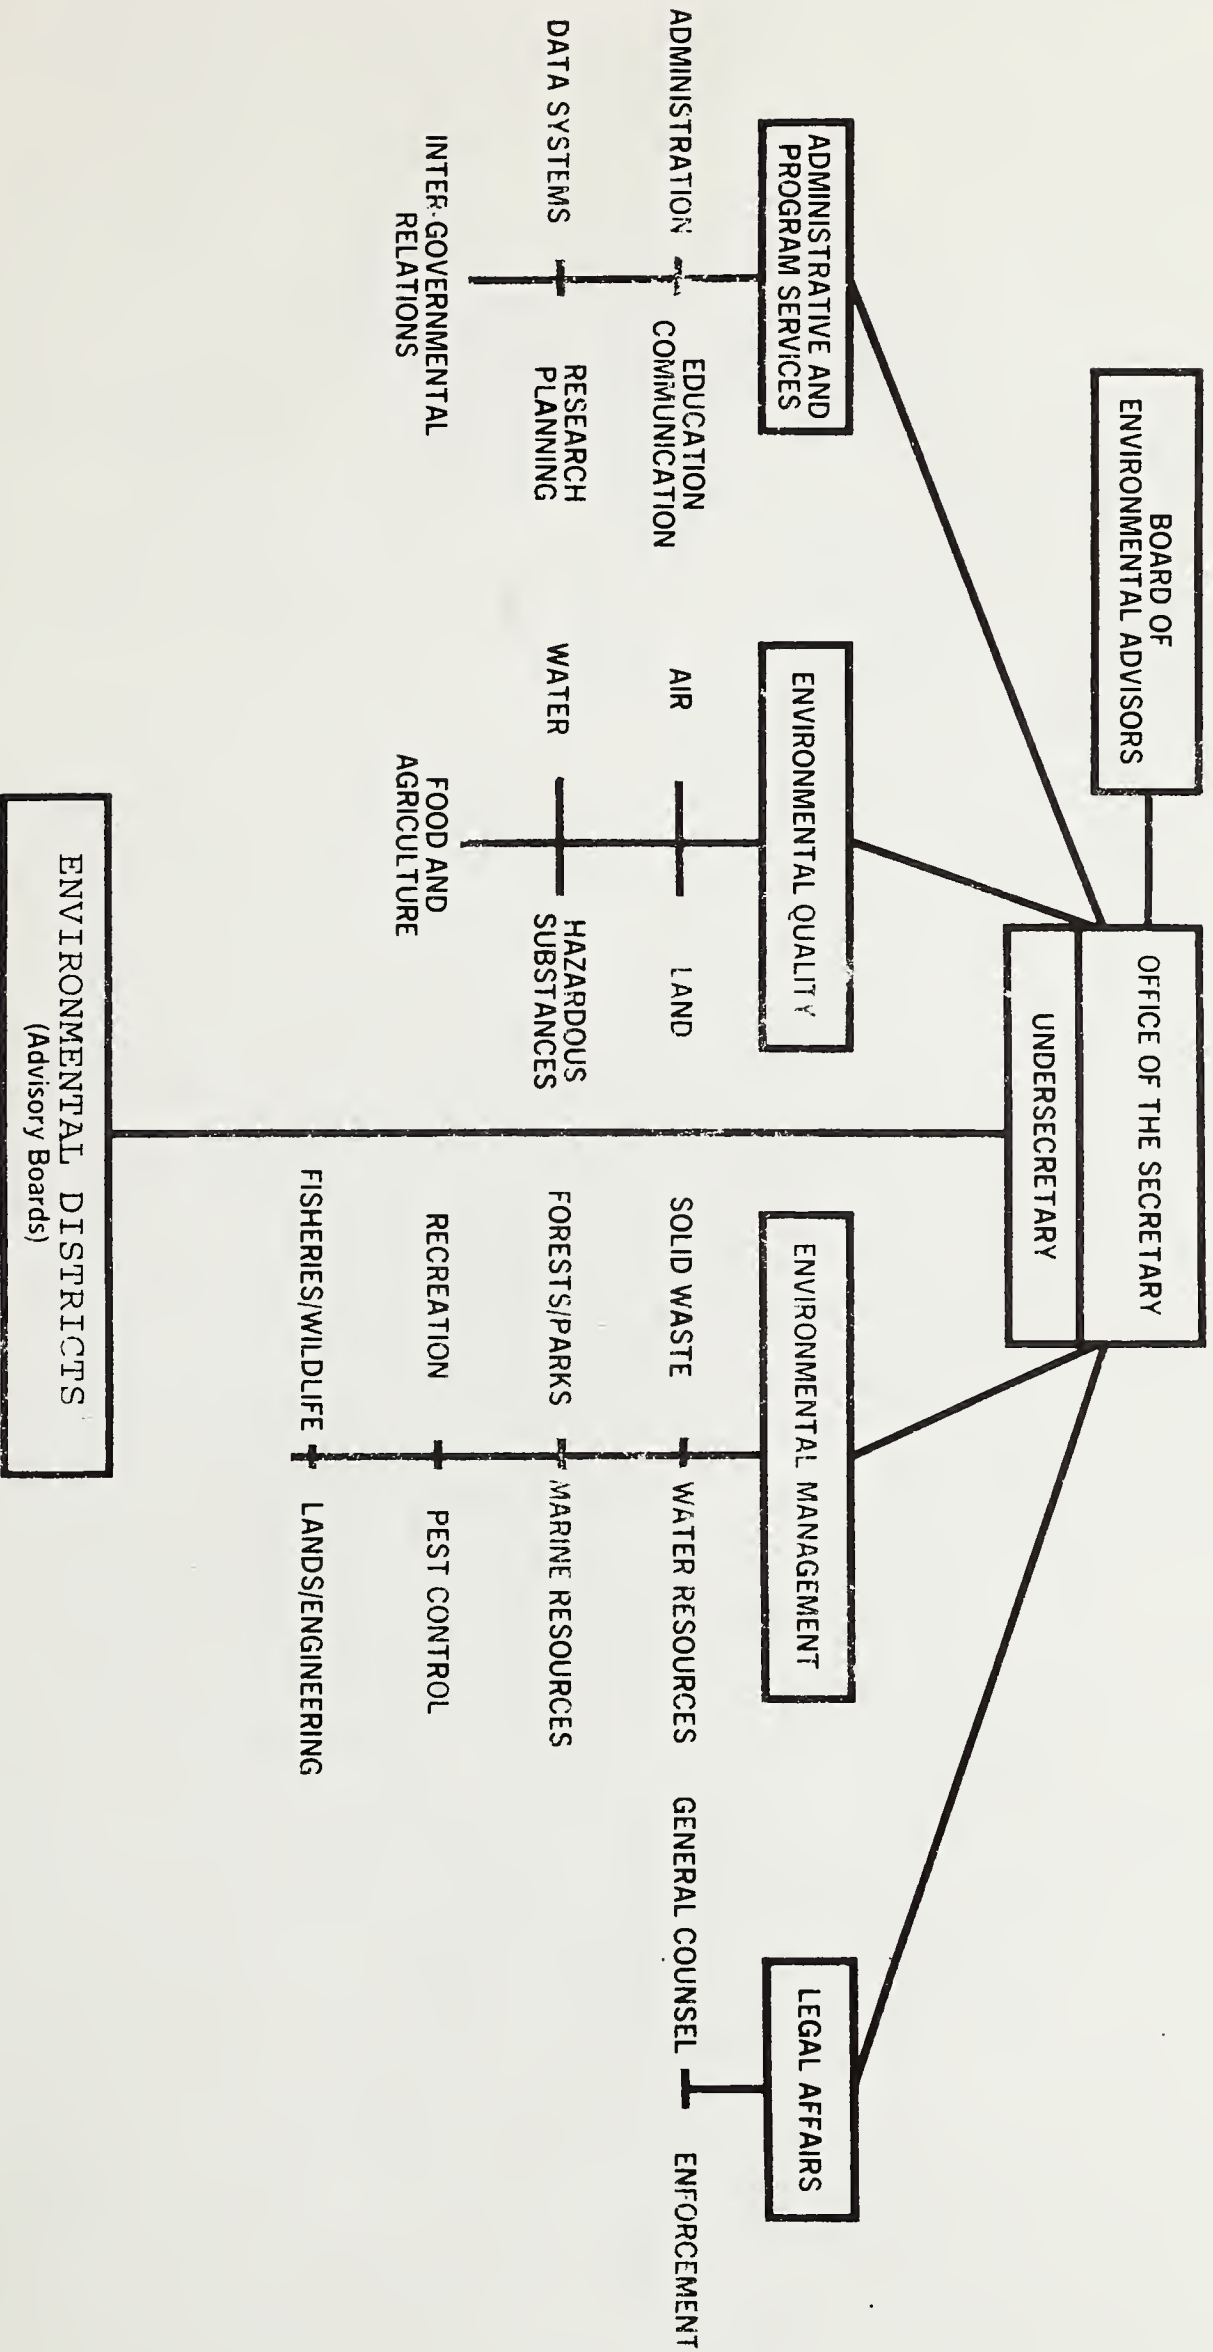 BOARD OF
ENVIRONMENTAL ADVISORS
OFFICE OF THE SECRETARY
UNDERSECRETARY
ADMINISTRATIVE AND
PROGRAM SERVICES
ENVIRONMENTAL QUALITY
ENVIRONMENTAL MANAGEMENT
LEGAL AFFAIRS
ADMINISTRATION
EDUCATION
COMMUNICATION
DATA SYSTEMS
RESEARCH
PLANNING
INTER-GOVERNMENTAL
RELATIONS
AIR
LAND
WATER
HAZARDOUS
SUBSTANCES
FOOD AND
AGRICULTURE
SOLID WASTE
WATER RESOURCES
FORESTS/PARKS
MARINE RESOURCES
RECREATION
PEST CONTROL
FISHERIES/WILDLIFE
LANDS/ENGINEERING
GENERAL COUNSEL
ENFORCEMENT
ENVIRONMENTAL DISTRICTS
(Advisory Boards)